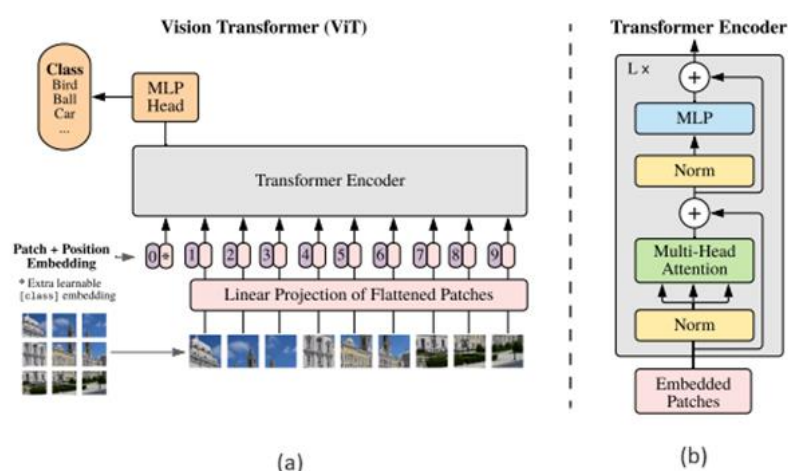 Vision Transformer (ViT)
Class
Bird
Ball
Car
...
MLP
Head
Transformer Encoder
Patch + Position
Embedding
* Extra learnable
[class] embedding
0 * 1 2 3 4 5 6 7 8 9
Linear Projection of Flattened Patches
(a)
Transformer Encoder
L x
+
MLP
Norm
+
Multi-Head
Attention
Norm
Embedded
Patches
(b)